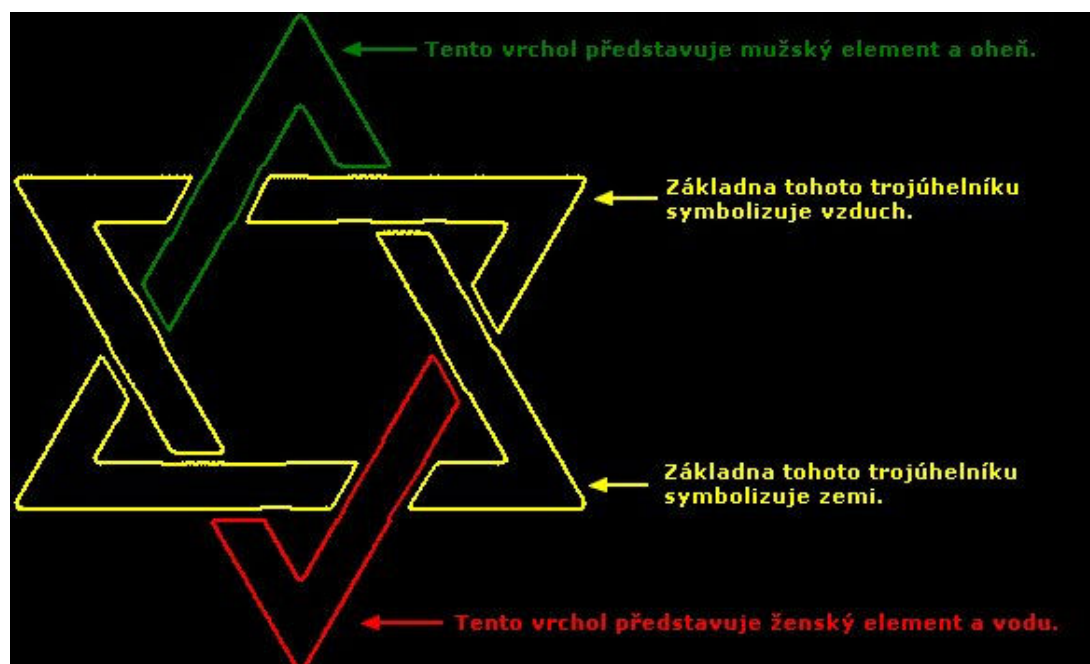 Tento vrchol představuje mužský element a oheň.
Základna tohoto trojúhelníku
symbolizuje vzduch.
Základna tohoto trojúhelníku
symbolizuje zemi.
Tento vrchol představuje ženský element a vodu.